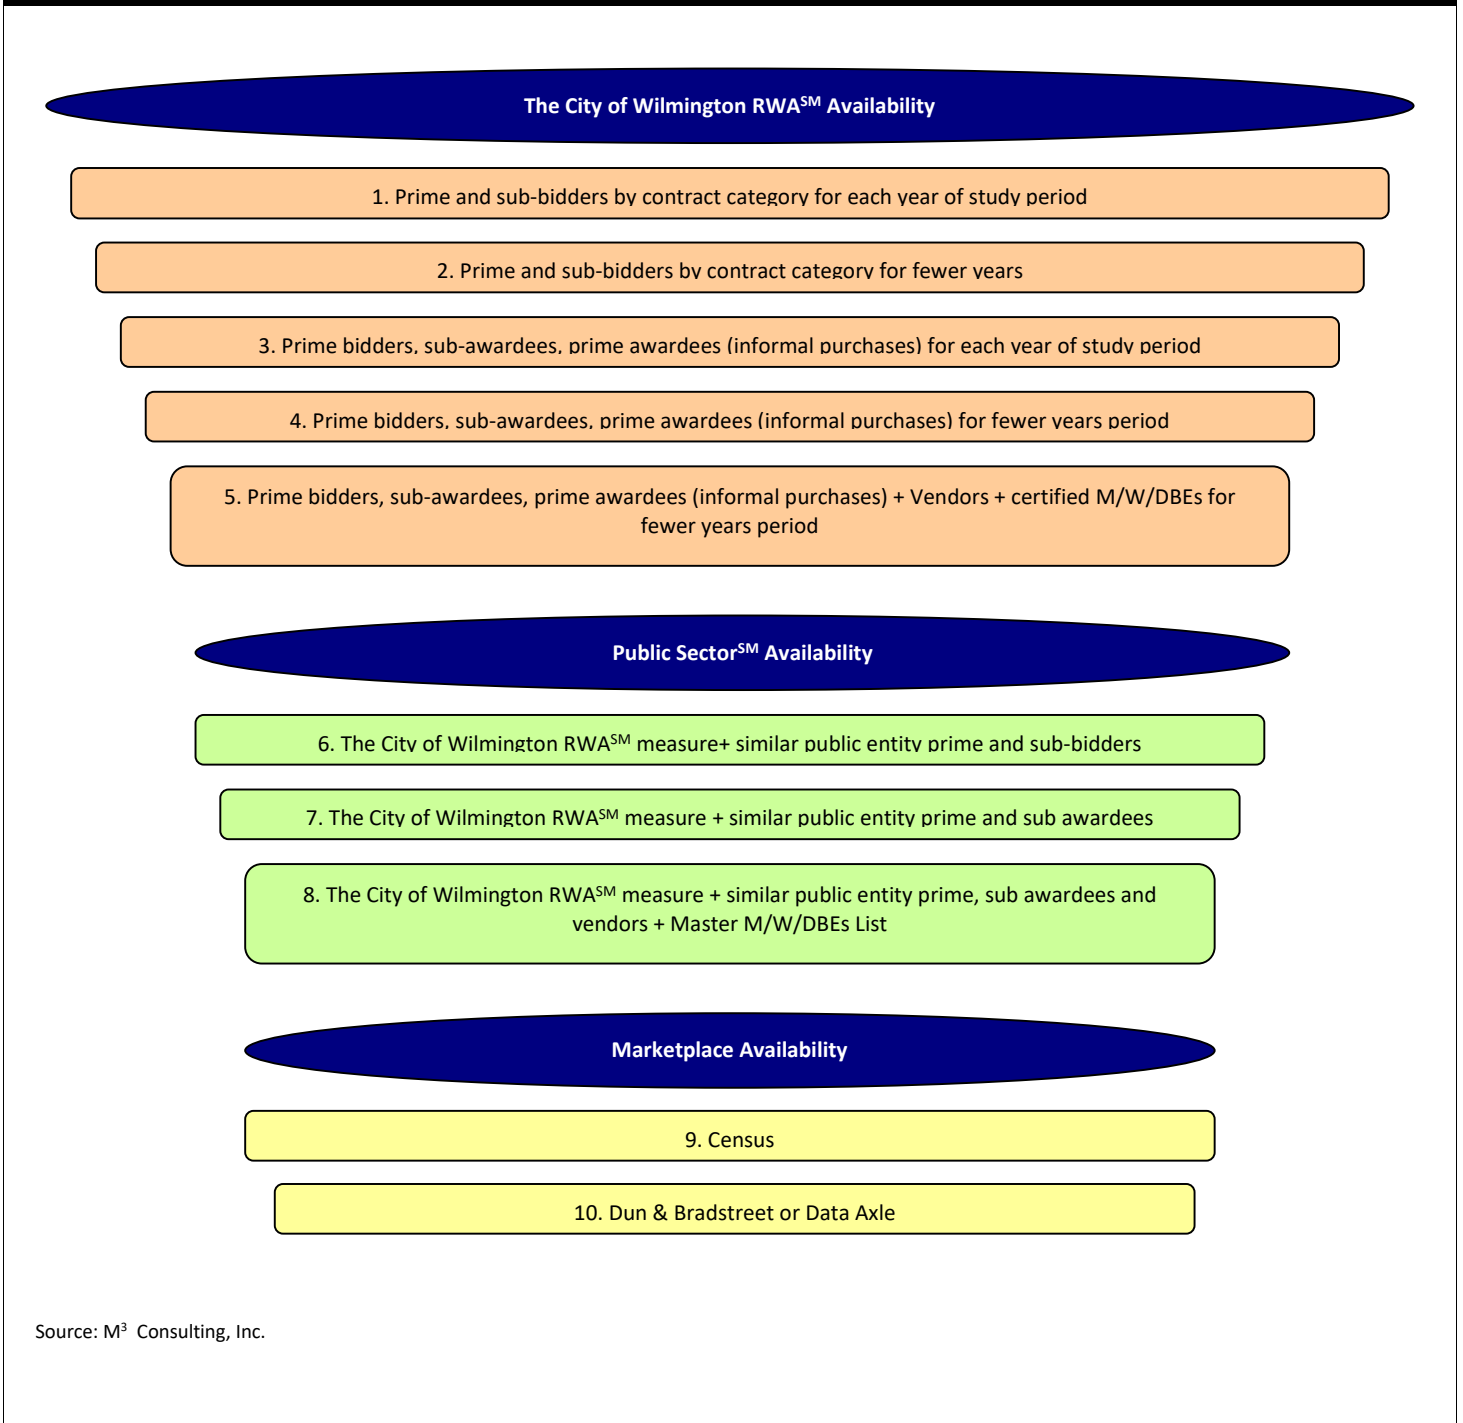 The City of Wilmington RWA℠ Availability
1. Prime and sub-bidders by contract category for each year of study period
2. Prime and sub-bidders by contract category for fewer years
3. Prime bidders, sub-awardees, prime awardees (informal purchases) for each year of study period
4. Prime bidders, sub-awardees, prime awardees (informal purchases) for fewer years period
5. Prime bidders, sub-awardees, prime awardees (informal purchases) + Vendors + certified M/W/DBEs for
fewer years period
Public Sector℠ Availability
6. The City of Wilmington RWA℠ measure+ similar public entity prime and sub-bidders
7. The City of Wilmington RWA℠ measure + similar public entity prime and sub awardees
8. The City of Wilmington RWA℠ measure + similar public entity prime, sub awardees and
vendors + Master M/W/DBEs List
Marketplace Availability
9. Census
10. Dun & Bradstreet or Data Axle
Source: M³ Consulting, Inc.